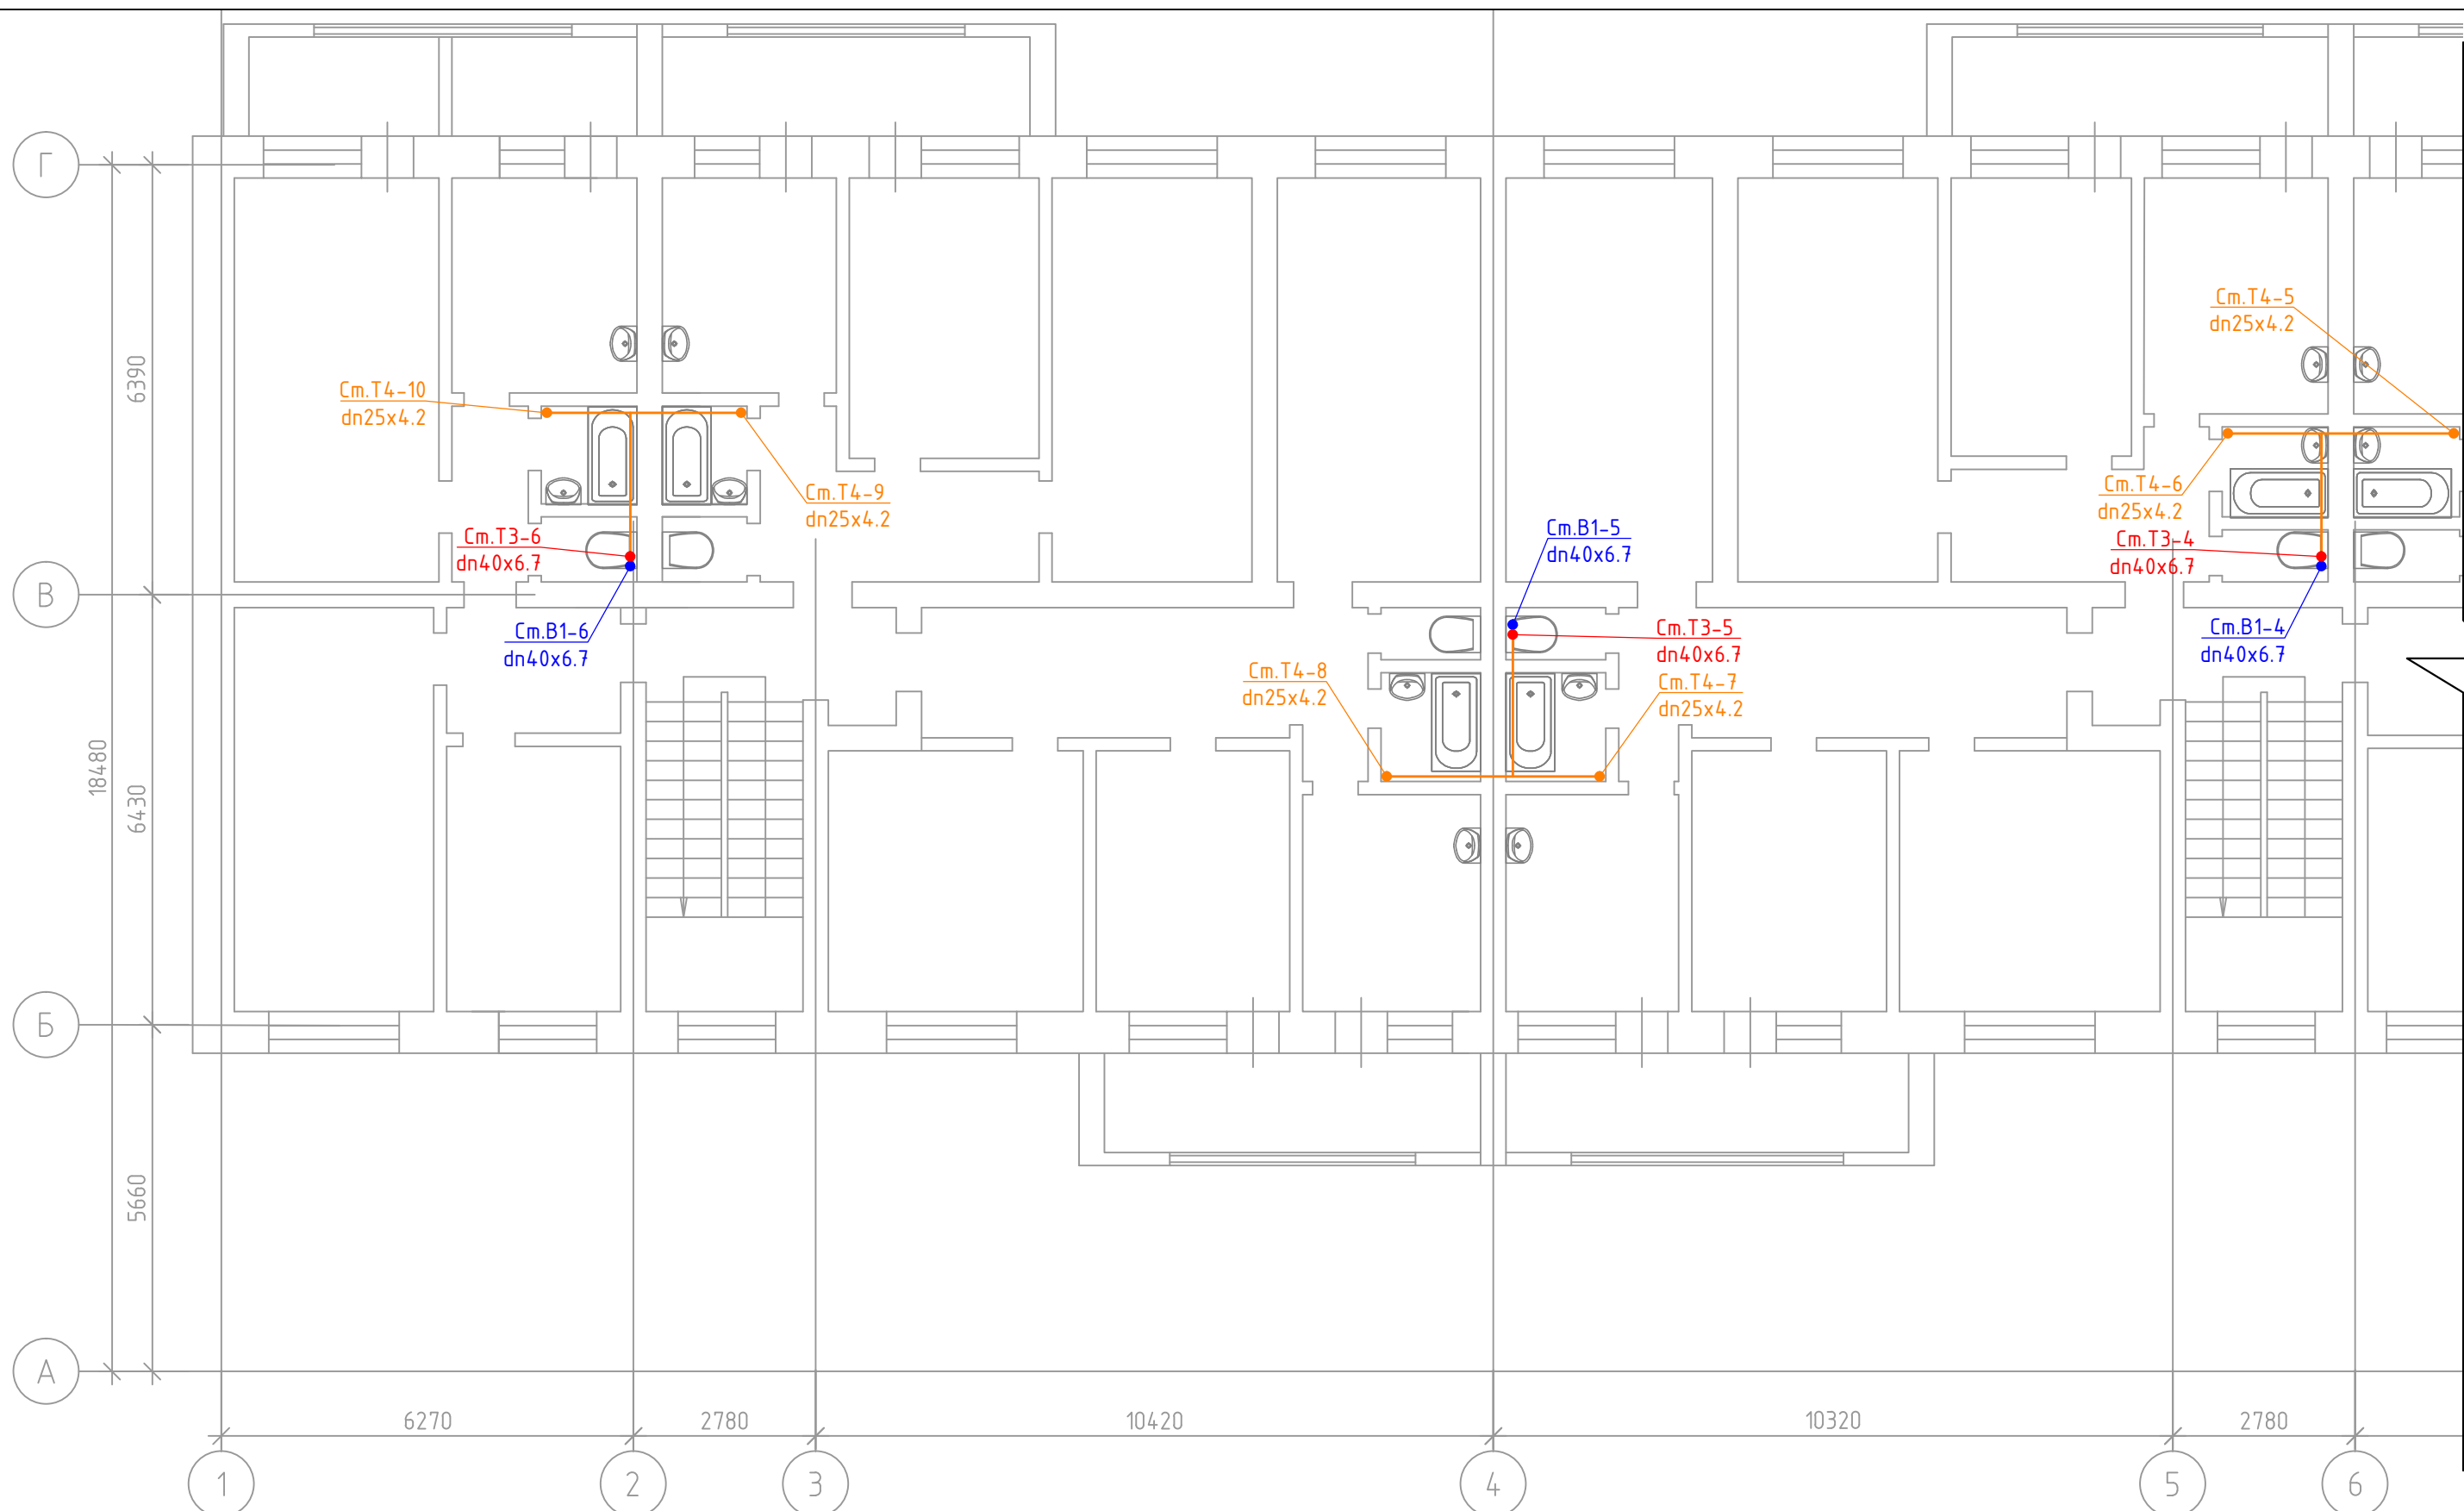 Г
В
Б
А
6390
6430
18480
5660
Ст.Т4-10
dn25x4.2
Ст.Т4-9
dn25x4.2
Ст.Т3-6
dn40x6.7
Ст.В1-6
dn40x6.7
Ст.В1-5
dn40x6.7
Ст.Т3-5
dn40x6.7
Ст.Т4-8
dn25x4.2
Ст.Т4-7
dn25x4.2
Ст.Т4-5
dn25x4.2
Ст.Т4-6
dn25x4.2
Ст.Т3-4
dn40x6.7
Ст.В1-4
dn40x6.7
6270
2780
10420
10320
2780
1
2
3
4
5
6